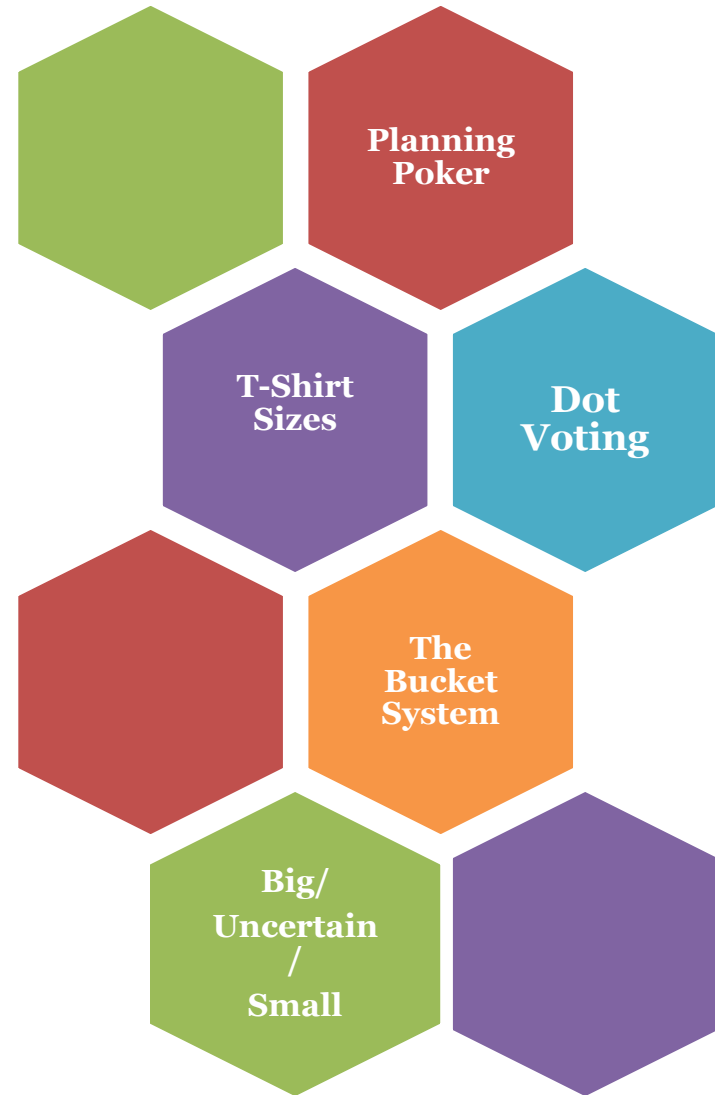 Planning
Poker
T-Shirt
Sizes
Dot
Voting
The
Bucket
System
Big/
Uncertain
/
Small